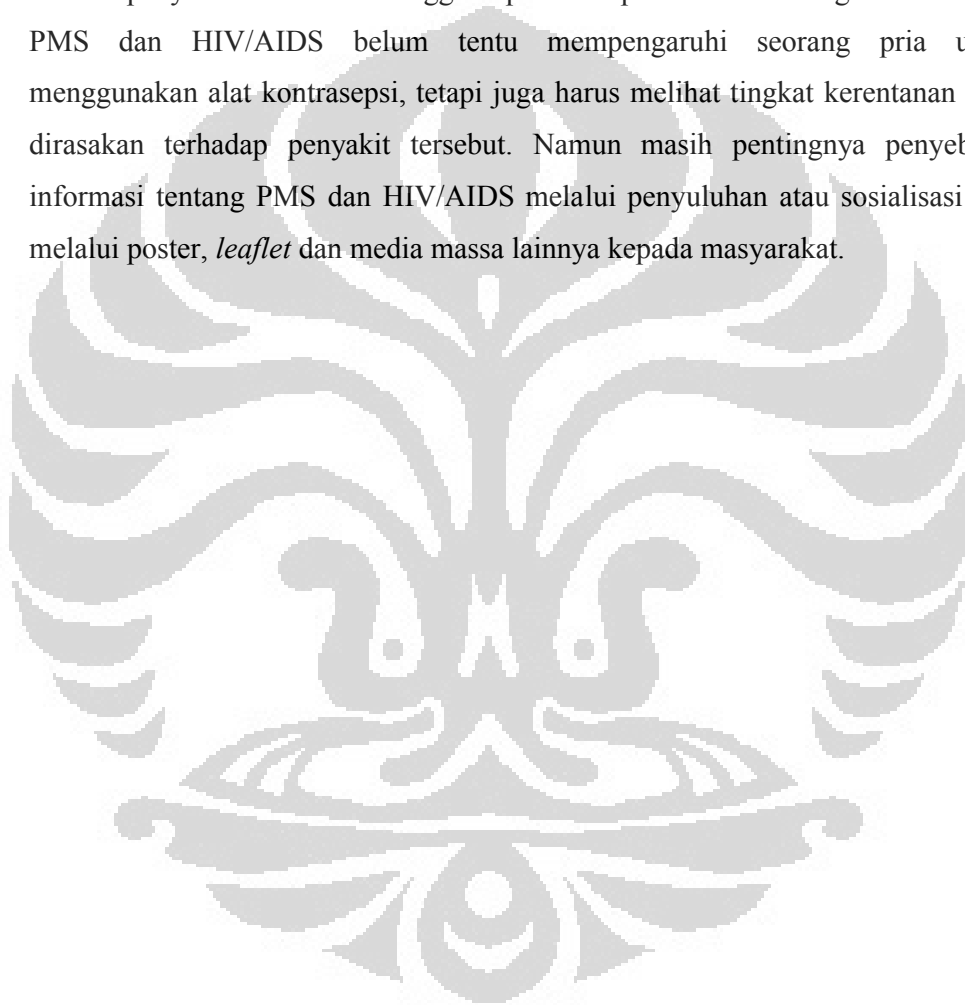 PMS dan HIV/AIDS belum tentu mempengaruhi seorang pria u
menggunakan alat kontrasepsi, tetapi juga harus melihat tingkat kerentanan
dirasakan terhadap penyakit tersebut. Namun masih pentingnya penyeb
informasi tentang PMS dan HIV/AIDS melalui penyuluhan atau sosialisasi
melalui poster, leaflet dan media massa lainnya kepada masyarakat.